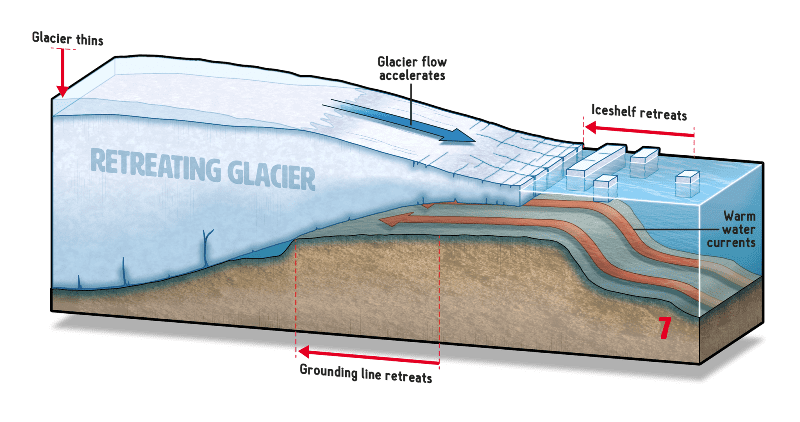 Glacier thins
Glacier flow
accelerates
Iceshelf retreats
RETREATING GLACIER
Warm
water
currents
7
Grounding line retreats